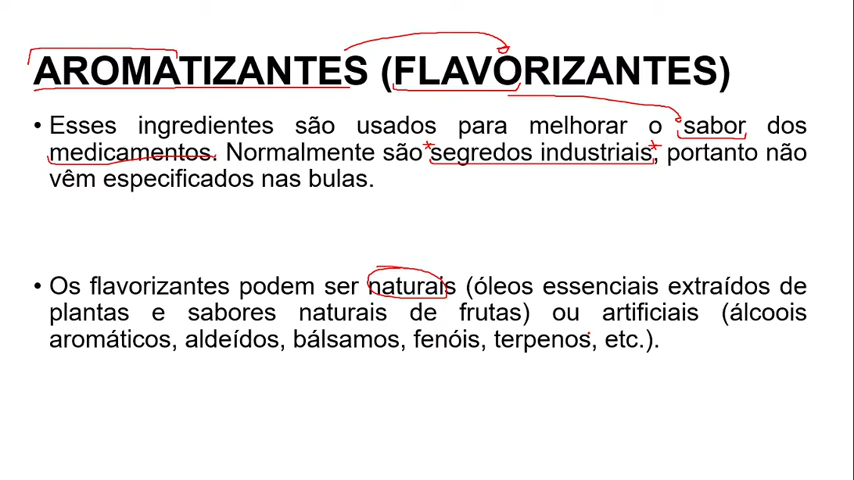 AROMATIZANTES (FLAVORIZANTES)
• Esses ingredientes são usados para melhorar o sabor dos
medicamentos. Normalmente são *segredos industriais*, portanto não
vêm especificados nas bulas.
• Os flavorizantes podem ser naturais (óleos essenciais extraídos de
plantas e sabores naturais de frutas) ou artificiais (álcoois
aromáticos, aldeídos, bálsamos, fenóis, terpenos, etc.).